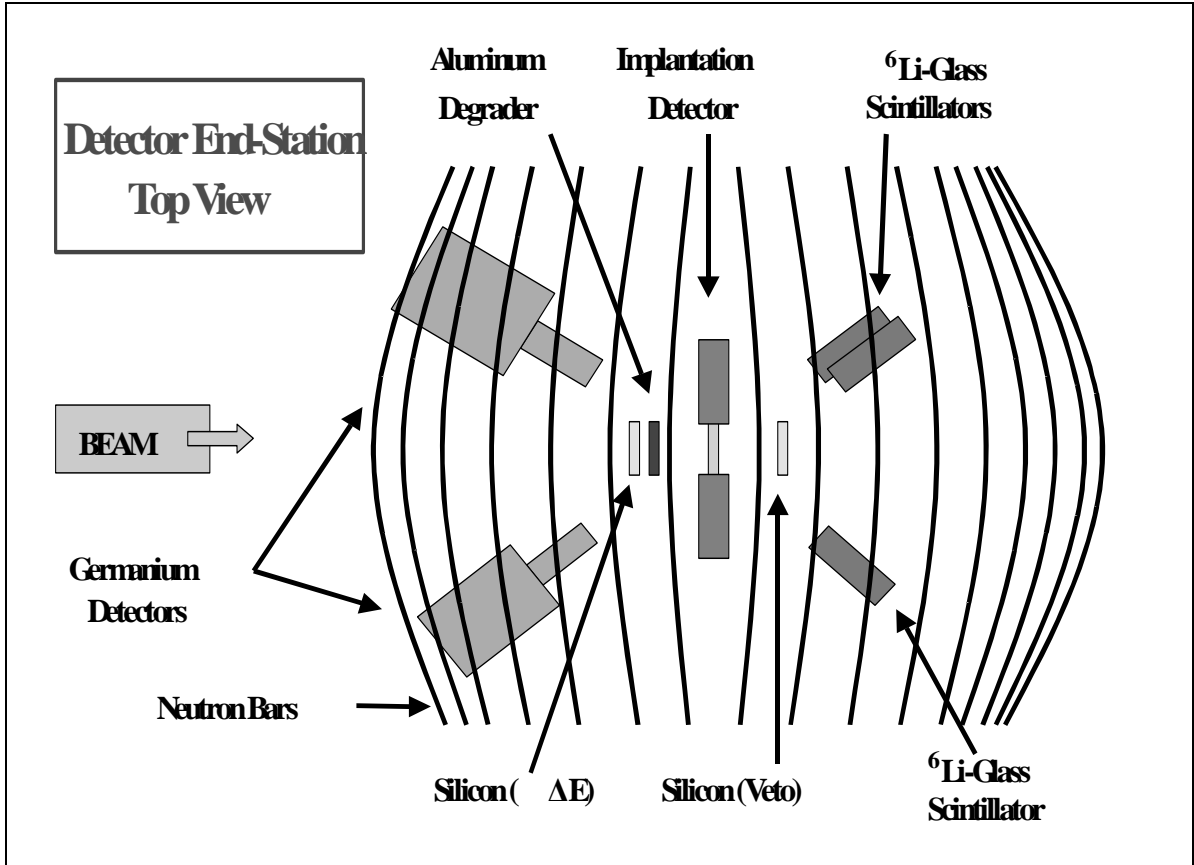 Detector End-Station
Top View
Aluminum
Degrader
Implantation
Detector
6Li-Glass
Scintillators
BEAM
Germanium
Detectors
Neutron Bars
Silicon ( ΔE)
Silicon (Veto)
6Li-Glass
Scintillator